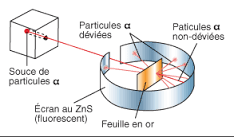 Particules α
déviées
Paticules α
non-déviées
Souce de
particules α
Écran au ZnS
(fluorescent)
Feuille en or